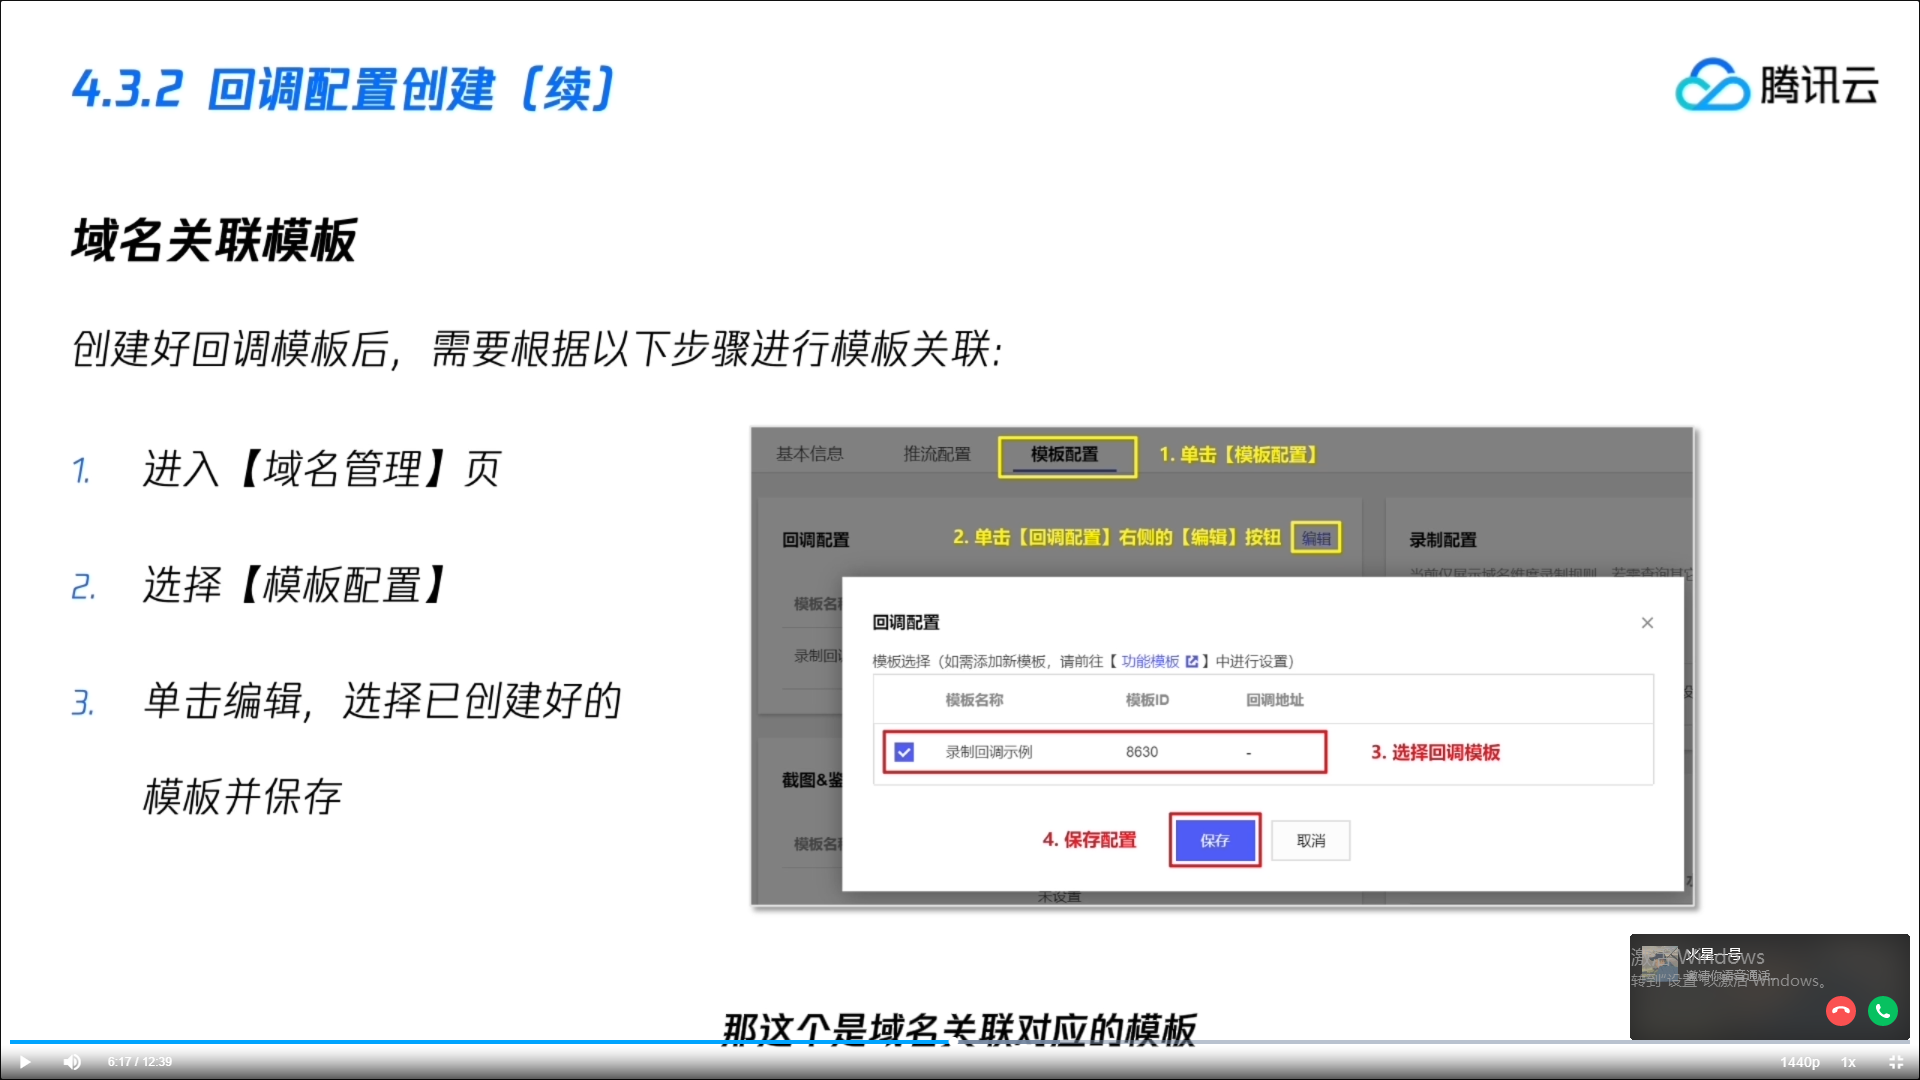 4.3.2 回调配置创建（续）
腾讯云
域名关联模板
创建好回调模板后，需要根据以下步骤进行模板关联:
1. 进入【域名管理】页
2. 选择【模板配置】
3. 单击编辑，选择已创建好的
模板并保存
基本信息 推流配置 模板配置 1. 单击【模板配置】
回调配置 2. 单击【回调配置】右侧的【编辑】按钮 编辑 录制配置
模板名
录制回
回调配置
模板选择（如需添加新模板，请前往【 功能模板 】中进行设置）
模板名称 模板ID 回调地址
录制回调示例 8630 - 3. 选择回调模板
截图&鉴
模板名
4. 保存配置 保存 取消
未设置
火星一号
激活 Windows
邀请你语音通话
转到"设置"以激活 Windows。
那这个是域名关联对应的模板
6:17 / 12:39 1440p 1x